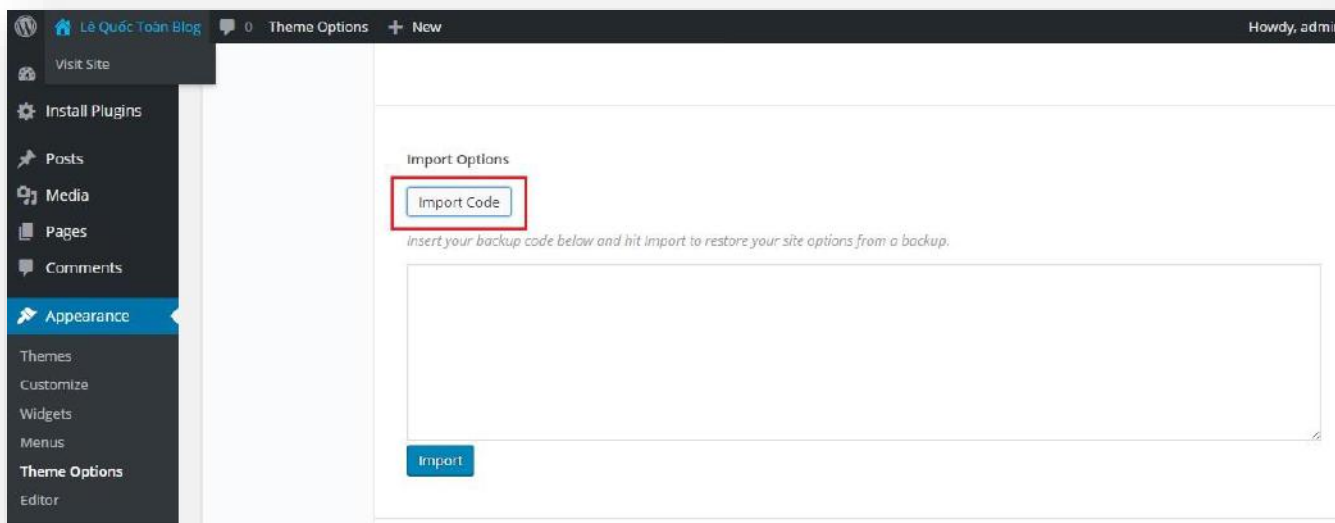 Lê Quốc Toàn Blog 0 Theme Options + New Howdy, admi
Visit Site
Install Plugins
Posts
Media
Pages
Comments
Appearance
Themes
Customize
Widgets
Menus
Theme Options
Editor
Import Options
Import Code
Insert your backup code below and hit Import to restore your site options from a backup.
Import